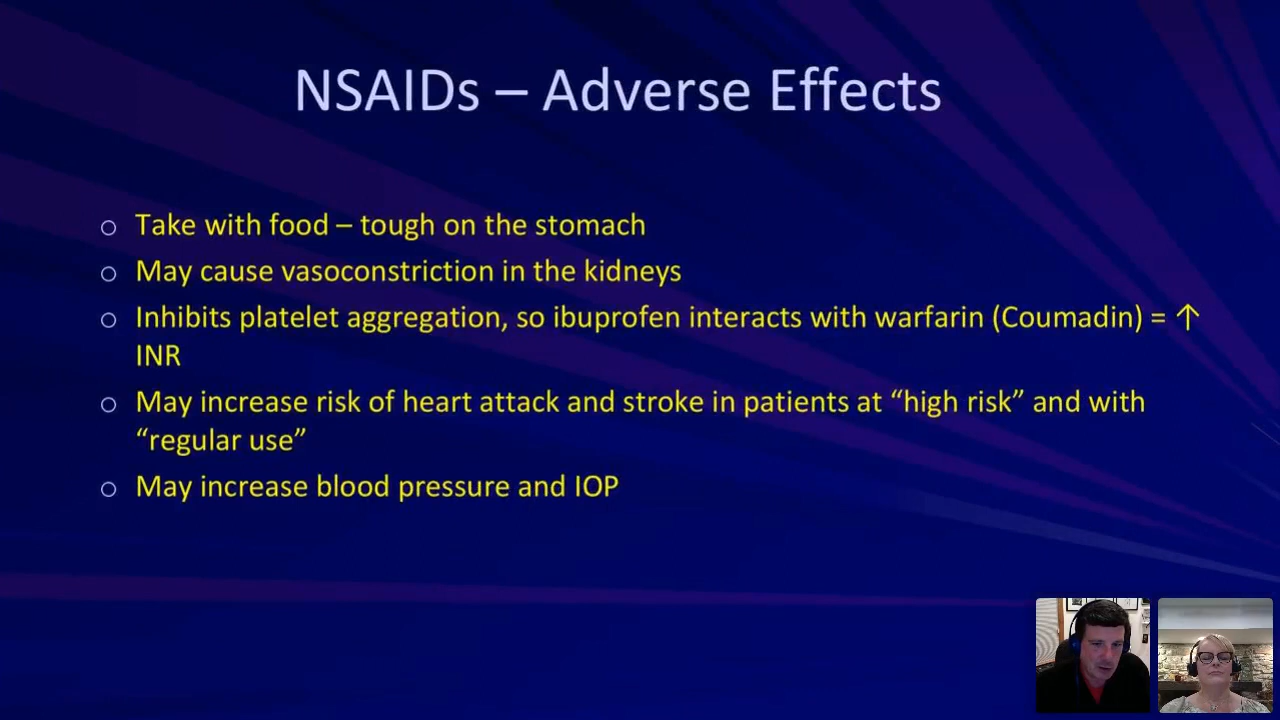 NSAIDs – Adverse Effects
Take with food – tough on the stomach
May cause vasoconstriction in the kidneys
Inhibits platelet aggregation, so ibuprofen interacts with warfarin (Coumadin) = ↑
INR
May increase risk of heart attack and stroke in patients at “high risk” and with
“regular use”
May increase blood pressure and IOP